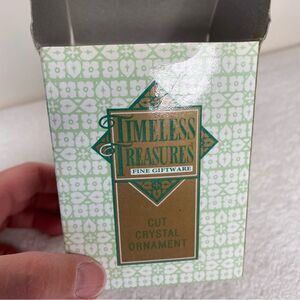 TIMELESS
TREASURES
FINE GIFTWARE
CUT
CRYSTAL
ORNAMENT